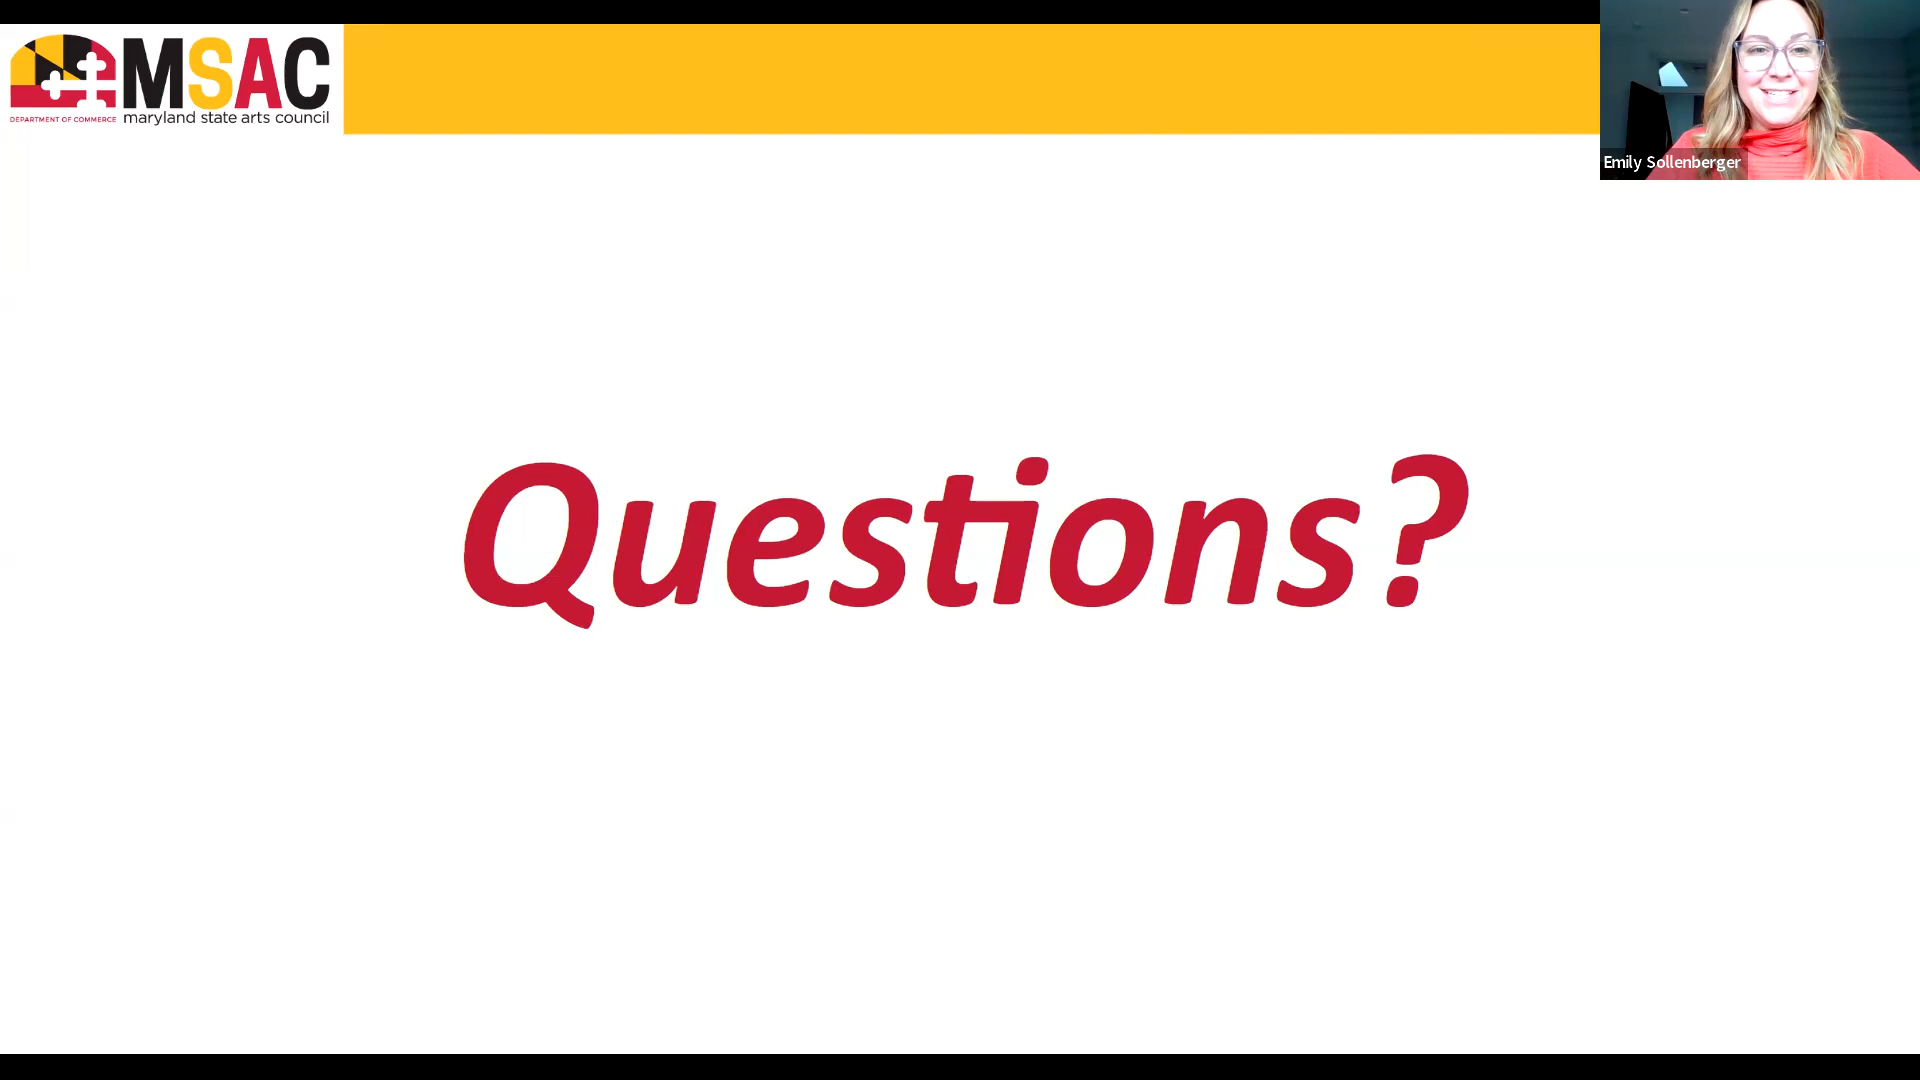 MSAC
DEPARTMENT OF COMMERCE maryland state arts council
Emily Sollenberger
Questions?